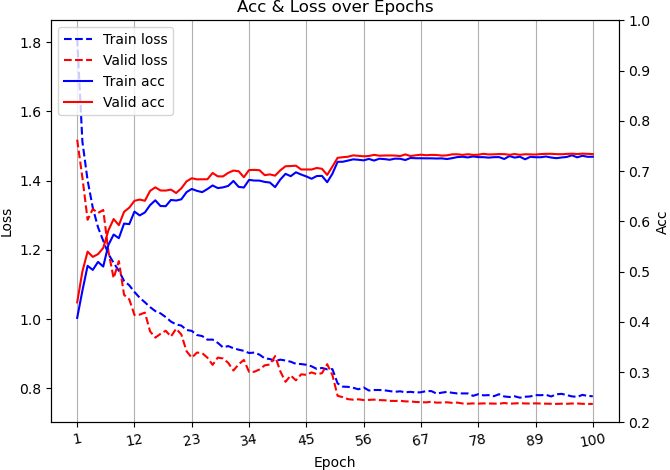 Acc & Loss over Epochs
Train loss
Valid loss
Train acc
Valid acc
Loss
1.8
1.6
1.4
1.2
1.0
0.8
1.0
0.9
0.8
0.7
0.6
0.5
0.4
0.3
0.2
Acc
1 12 23 34 45 56 67 78 89 100
Epoch